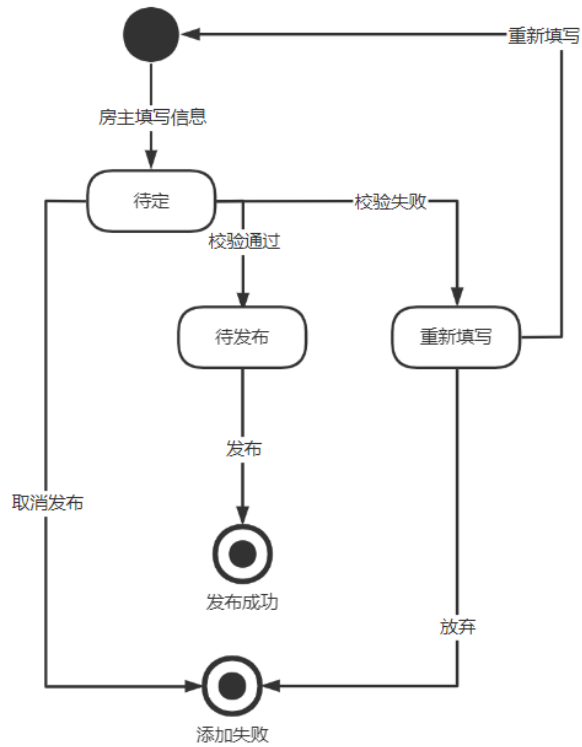 重新填写
房主填写信息
待定
校验失败
校验通过
待发布
重新填写
发布
取消发布
发布成功
放弃
添加失败